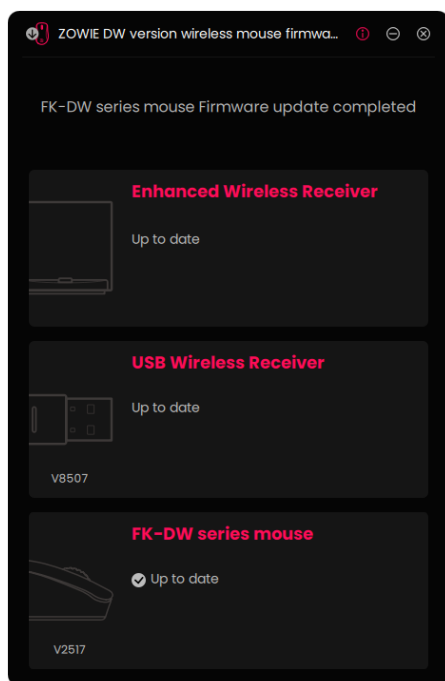 ZOWIE DW version wireless mouse firmwa...
FK-DW series mouse Firmware update completed
Enhanced Wireless Receiver
Up to date
USB Wireless Receiver
Up to date
V8507
FK-DW series mouse
Up to date
V2517